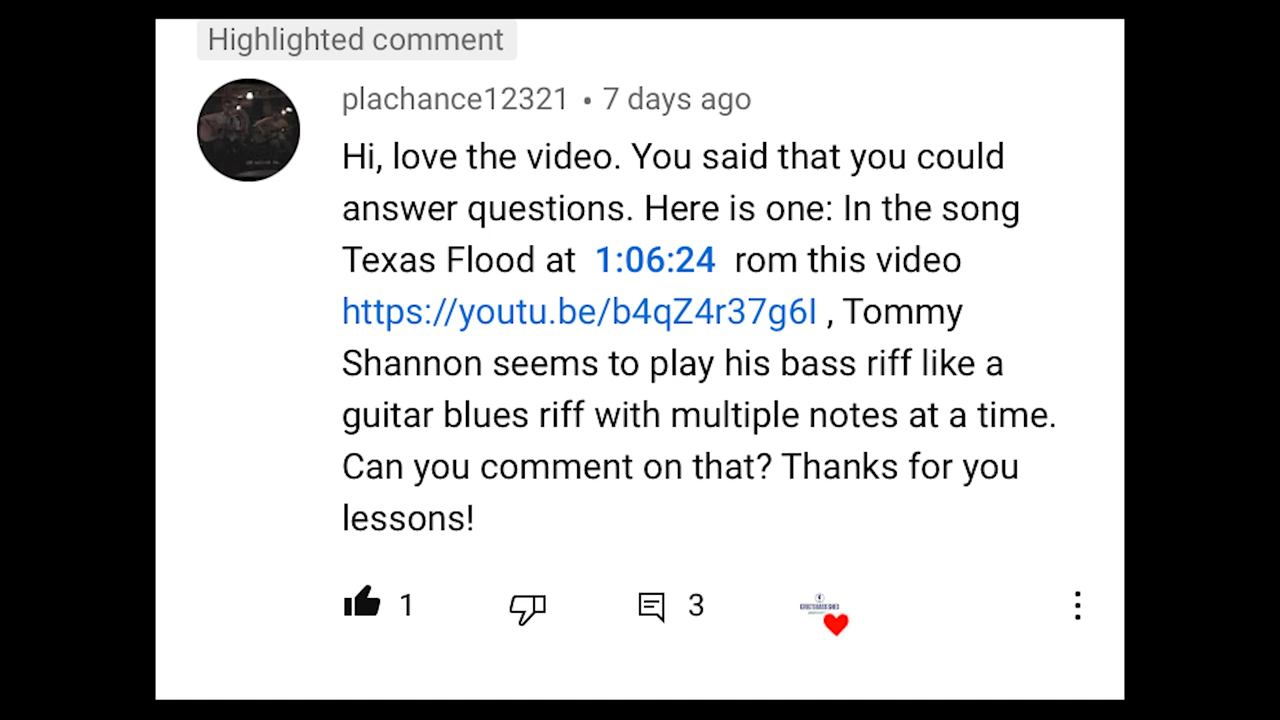 Highlighted comment
plachance12321 • 7 days ago
Hi, love the video. You said that you could
answer questions. Here is one: In the song
Texas Flood at 1:06:24 rom this video
https://youtu.be/b4qZ4r37g6I , Tommy
Shannon seems to play his bass riff like a
guitar blues riff with multiple notes at a time.
Can you comment on that? Thanks for you
lessons!
1 3